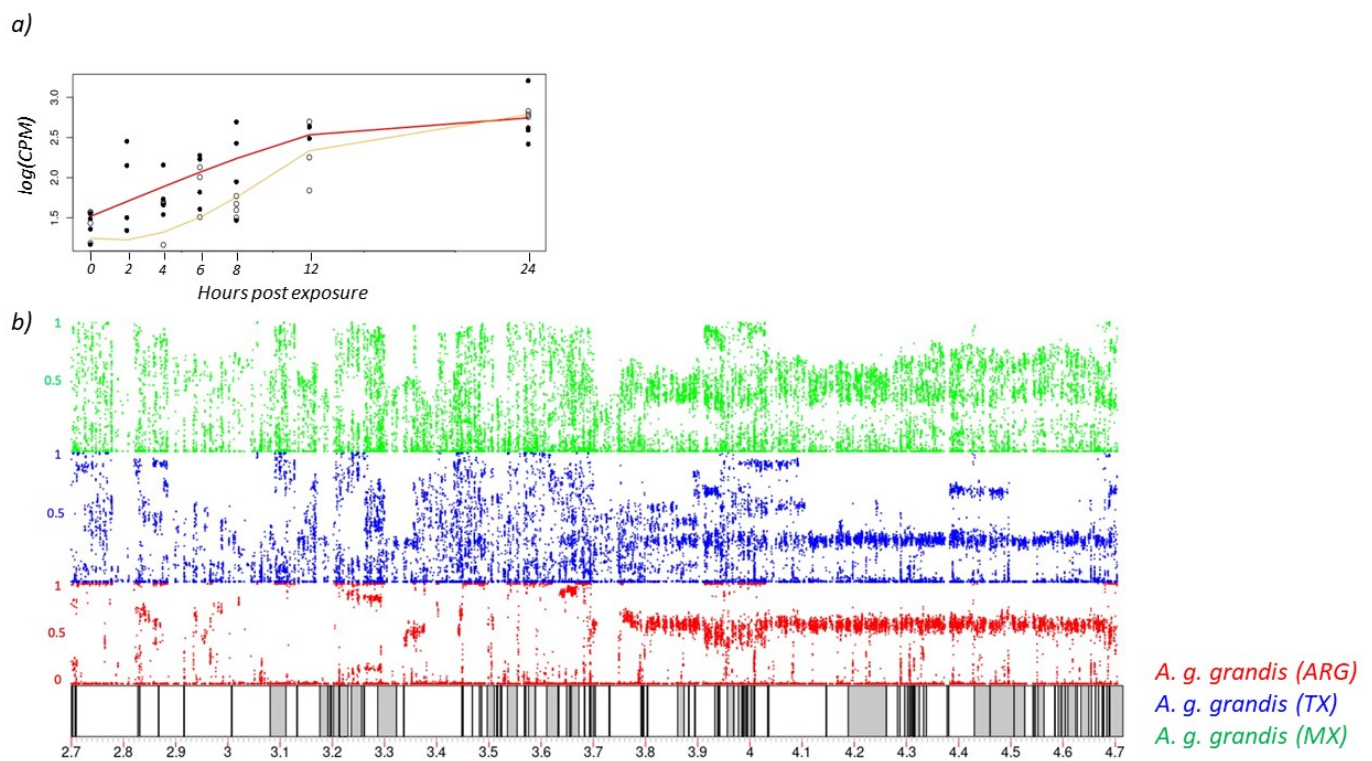 a)
log(CPM)
3.0
2.5
2.0
1.5
0 2 4 6 8 12 24
Hours post exposure
b)
1
0.5
1
0.5
1
0.5
0
2.7 2.8 2.9 3 3.1 3.2 3.3 3.4 3.5 3.6 3.7 3.8 3.9 4 4.1 4.2 4.3 4.4 4.5 4.6 4.7
A. g. grandis (ARG)
A. g. grandis (TX)
A. g. grandis (MX)